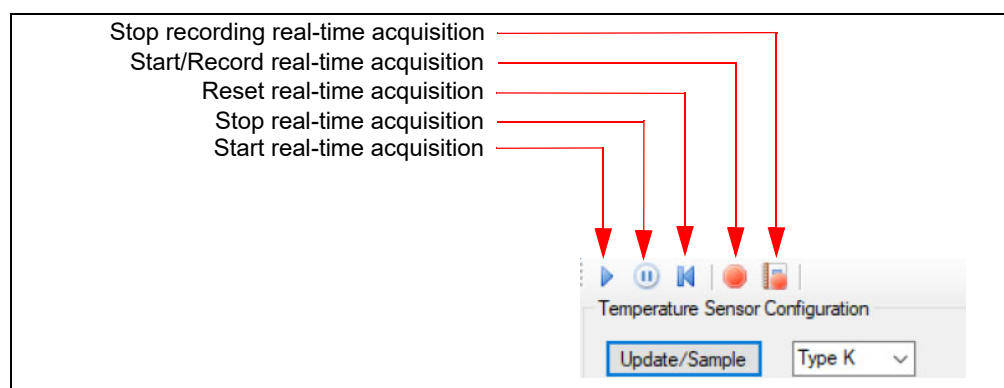 Stop recording real-time acquisition
Start/Record real-time acquisition
Reset real-time acquisition
Stop real-time acquisition
Start real-time acquisition
Temperature Sensor Configuration
Update/Sample Type K